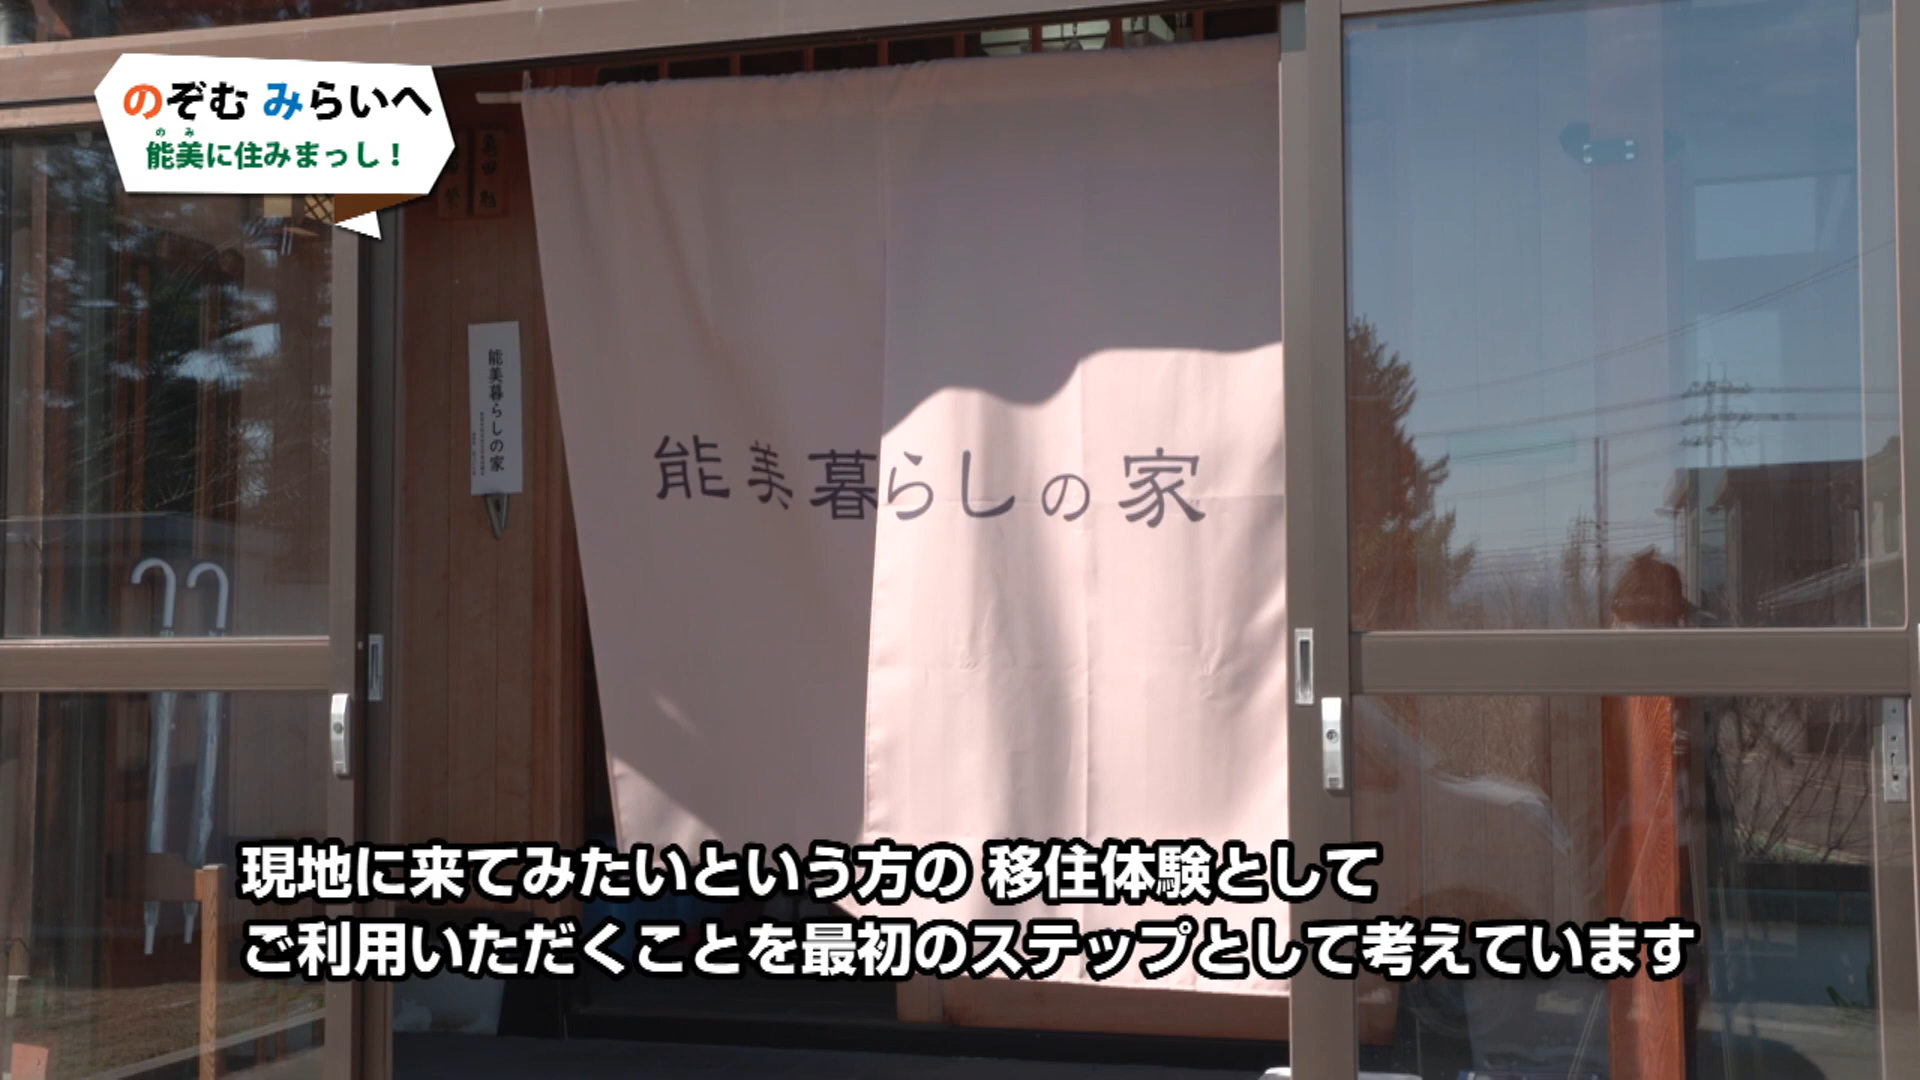 のぞむ みらいへ
のみ
能美に住みまっし！
能美暮らしの家
能美暮らしの家
現地に来てみたいという方の 移住体験として
ご利用いただくことを最初のステップとして考えています